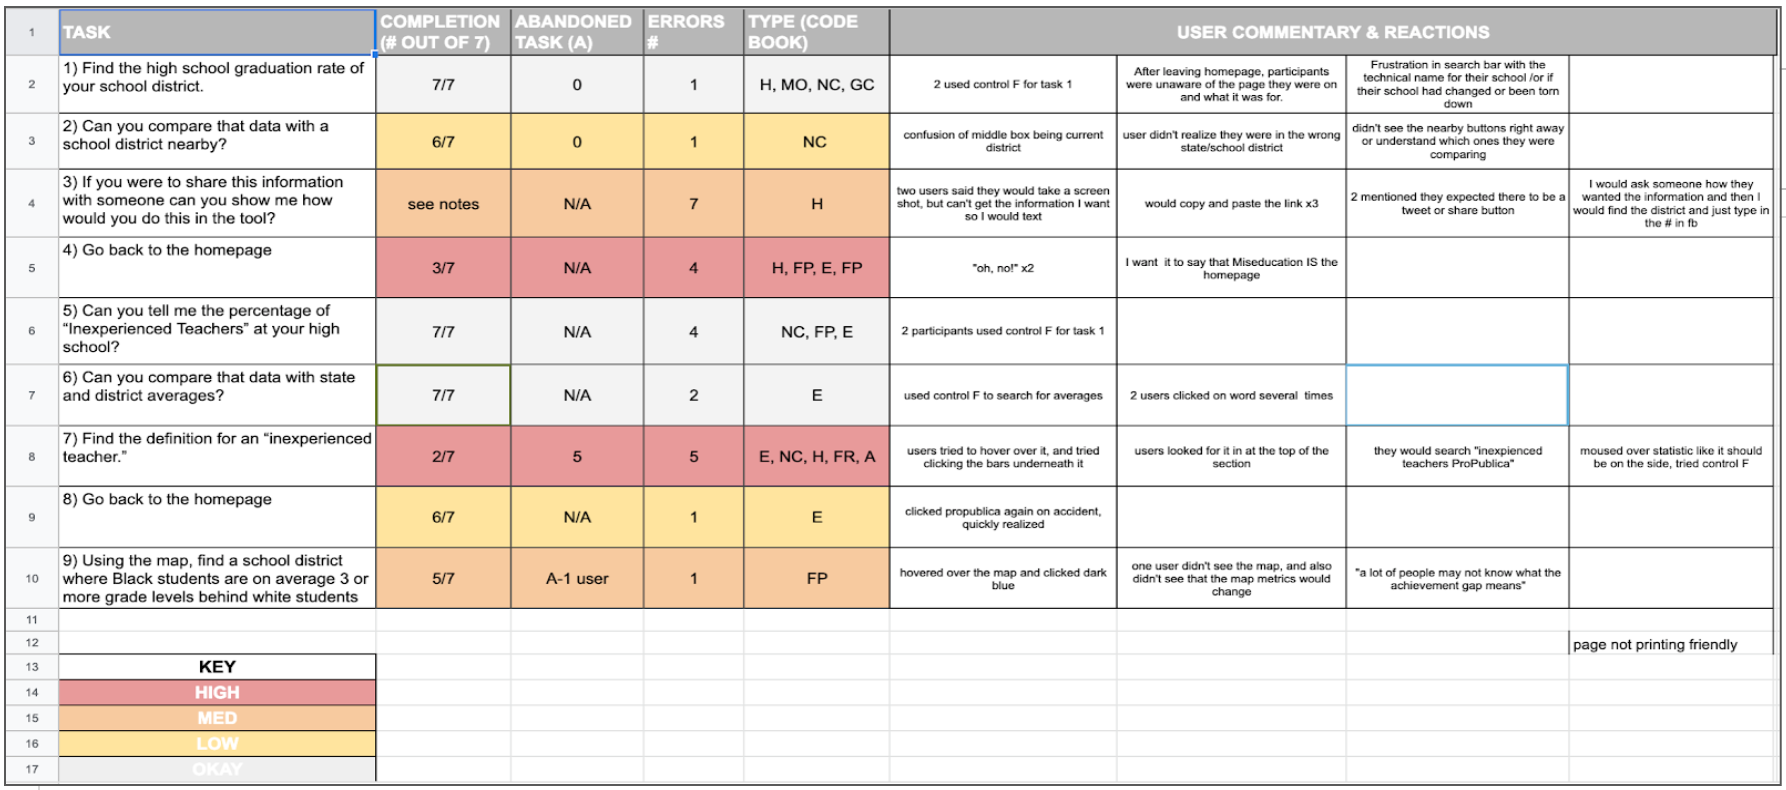 1
TASK
COMPLETION
(# OUT OF 7)
ABANDONED
TASK (A)
ERRORS
#
TYPE (CODE
BOOK)
USER COMMENTARY & REACTIONS
2
1) Find the high school graduation rate of
your school district.
7/7
0
1
H, MO, NC, GC
2 used control F for task 1
After leaving homepage, participants
were unaware of the page they were on
and what it was for.
Frustration in search bar with the
technical name for their school /or if
their school had changed or been torn
down
3
2) Can you compare that data with a
school district nearby?
6/7
0
1
NC
confusion of middle box being current
district
user didn't realize they were in the wrong
state/school district
didn't see the nearby buttons right away
or understand which ones they were
comparing
4
3) If you were to share this information
with someone can you show me how
would you do this in the tool?
see notes
N/A
7
H
two users said they would take a screen
shot, but can't get the information I want
so I would text
would copy and paste the link x3
2 mentioned they expected there to be a
tweet or share button
I would ask someone how they
wanted the information and then I
would find the district and just type in
the # in fb
5
4) Go back to the homepage
3/7
N/A
4
H, FP, E, FP
"oh, no!" x2
I want  it to say that Miseducation IS the
homepage
6
5) Can you tell me the percentage of
“Inexperienced Teachers” at your high
school?
7/7
N/A
4
NC, FP, E
2 participants used control F for task 1
7
6) Can you compare that data with state
and district averages?
7/7
N/A
2
E
used control F to search for averages
2 users clicked on word several  times
8
7) Find the definition for an “inexperienced
teacher.”
2/7
5
5
E, NC, H, FR, A
users tried to hover over it, and tried
clicking the bars underneath it
users looked for it in at the top of the
section
they would search "inexpienced
teachers ProPublica"
moused over statistic like it should
be on the side, tried control F
9
8) Go back to the homepage
6/7
N/A
1
E
clicked propublica again on accident,
quickly realized
10
9) Using the map, find a school district
where Black students are on average 3 or
more grade levels behind white students
5/7
A-1 user
1
FP
hovered over the map and clicked dark
blue
one user didn't see the map, and also
didn't see that the map metrics would
change
"a lot of people may not know what the
achievement gap means"
11
12
page not printing friendly
13
KEY
14
HIGH
15
MED
16
LOW
17
OKAY